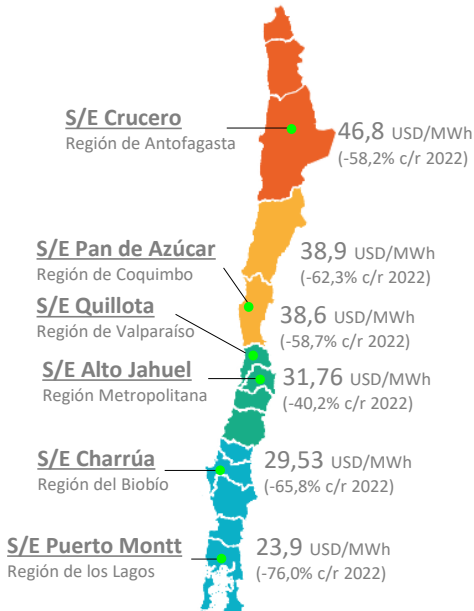 S/E Crucero
Región de Antofagasta
46,8 USD/MWh
(-58,2% c/r 2022)
S/E Pan de Azúcar
Región de Coquimbo
38,9 USD/MWh
(-62,3% c/r 2022)
S/E Quillota
Región de Valparaíso
38,6 USD/MWh
(-58,7% c/r 2022)
S/E Alto Jahuel
Región Metropolitana
31,76 USD/MWh
(-40,2% c/r 2022)
S/E Charrúa
Región del Biobío
29,53 USD/MWh
(-65,8% c/r 2022)
S/E Puerto Montt
Región de los Lagos
23,9 USD/MWh
(-76,0% c/r 2022)